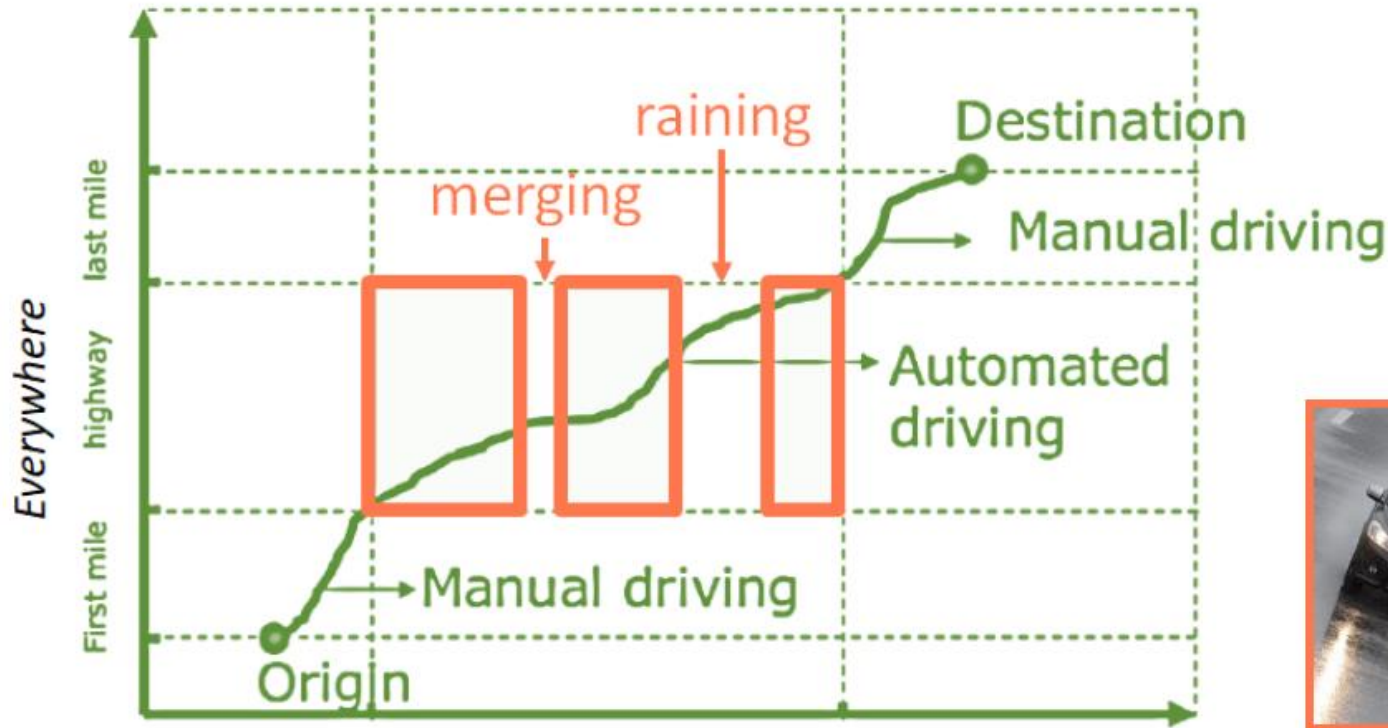 raining
Destination
merging
Manual driving
Automated
driving
Manual driving
Origin
Everywhere
last mile
highway
First mile